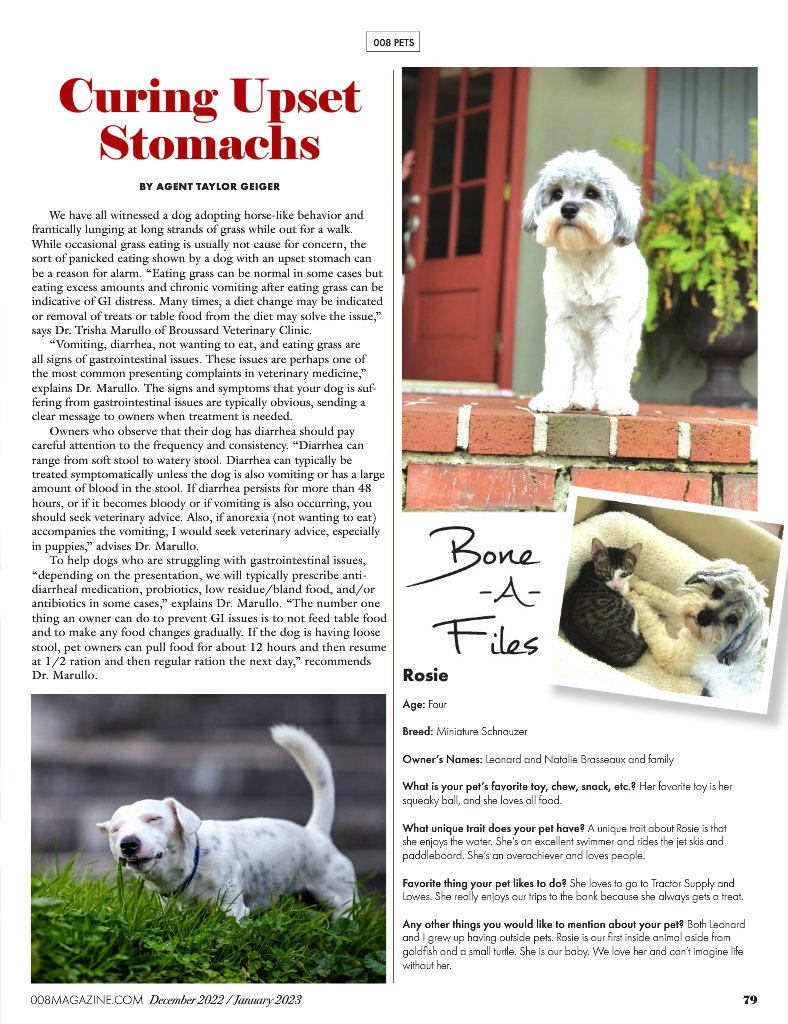 008 PETS
Curing Upset
Stomachs
BY AGENT TAYLOR GEIGER
We have all witnessed a dog adopting horse-like behavior and
frantically lunging at long strands of grass while out for a walk.
While occasional grass eating is usually not cause for concern, the
sort of panicked eating shown by a dog with an upset stomach can
be a reason for alarm. “Eating grass can be normal in some cases but
eating excess amounts and chronic vomiting after eating grass can be
indicative of GI distress. Many times, a diet change may be indicated
or removal of treats or table food from the diet may solve the issue,”
says Dr. Trisha Marullo of Broussard Veterinary Clinic.
“Vomiting, diarrhea, not wanting to eat, and eating grass are
all signs of gastrointestinal issues. These issues are perhaps one of
the most common presenting complaints in veterinary medicine,”
explains Dr. Marullo. The signs and symptoms that your dog is suf-
fering from gastrointestinal issues are typically obvious, sending a
clear message to owners when treatment is needed.
Owners who observe that their dog has diarrhea should pay
careful attention to the frequency and consistency. “Diarrhea can
range from soft stool to watery stool. Diarrhea can typically be
treated symptomatically unless the dog is also vomiting or has a large
amount of blood in the stool. If diarrhea persists for more than 48
hours, or if it becomes bloody or if vomiting is also occurring, you
should seek veterinary advice. Also, if anorexia (not wanting to eat)
accompanies the vomiting, I would seek veterinary advice, especially
in puppies,” advises Dr. Marullo.
To help dogs who are struggling with gastrointestinal issues,
“depending on the presentation, we will typically prescribe anti-
diarrheal medication, probiotics, low residue/bland food, and/or
antibiotics in some cases,” explains Dr. Marullo. “The number one
thing an owner can do to prevent GI issues is to not feed table food
and to make any food changes gradually. If the dog is having loose
stool, pet owners can pull food for about 12 hours and then resume
at 1/2 ration and then regular ration the next day,” recommends
Dr. Marullo.
Bone
-A-
Files
Rosie
Age: Four
Breed: Miniature Schnauzer
Owner’s Names: Leonard and Natalie Brasseaux and family
What is your pet’s favorite toy, chew, snack, etc.? Her favorite toy is her
squeaky ball, and she loves all food.
What unique trait does your pet have? A unique trait about Rosie is that
she enjoys the water. She’s an excellent swimmer and rides the jet skis and
paddleboard. She’s an overachiever and loves people.
Favorite thing your pet likes to do? She loves to go to Tractor Supply and
Lowes. She really enjoys our trips to the bank because she always gets a treat.
Any other things you would like to mention about your pet? Both Leonard
and I grew up having outside pets. Rosie is our first inside animal aside from
goldfish and a small turtle. She is our baby. We love her and can’t imagine life
without her.
008MAGAZINE.COM December 2022 / January 2023
79